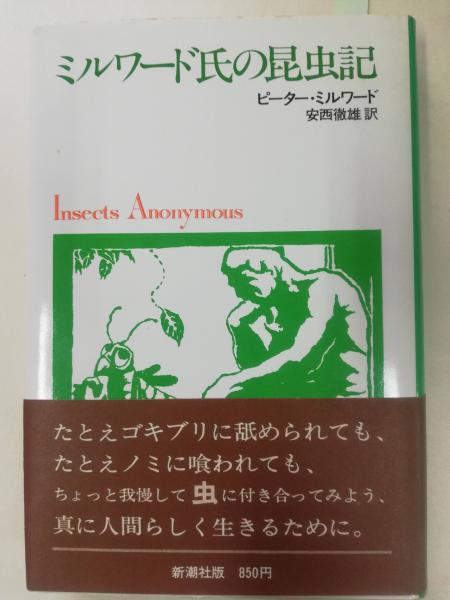 ミルワード氏の昆虫記
ピーター・ミルワード
安西徹雄 訳
Insects Anonymous
たとえゴキブリに舐められても、
たとえノミに喰われても、
ちょっと我慢して虫に付き合ってみよう、
真に人間らしく生きるために。
新潮社版 850円